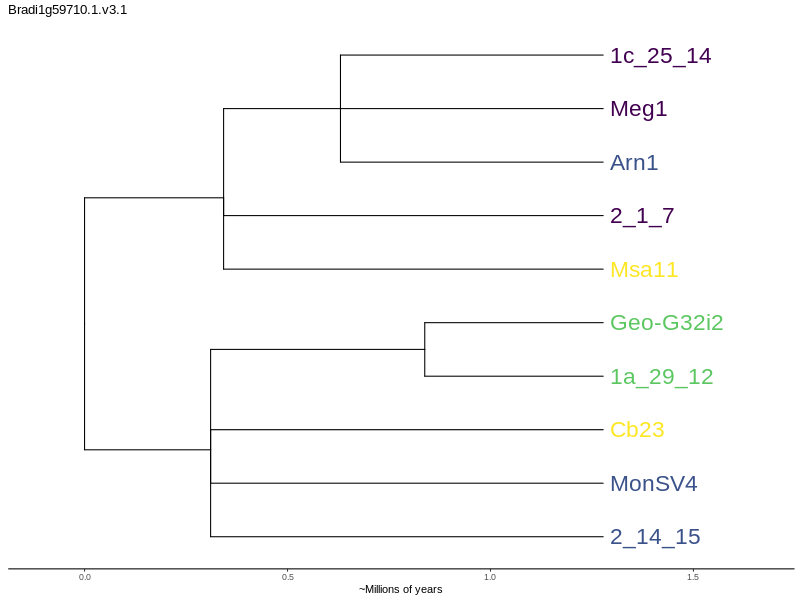 Bradi1g59710.1.v3.1
1c_25_14
Meg1
Arn1
2_1_7
Msa11
Geo-G32i2
1a_29_12
Cb23
MonSV4
2_14_15
0.0 0.5 1.0 1.5
~Millions of years